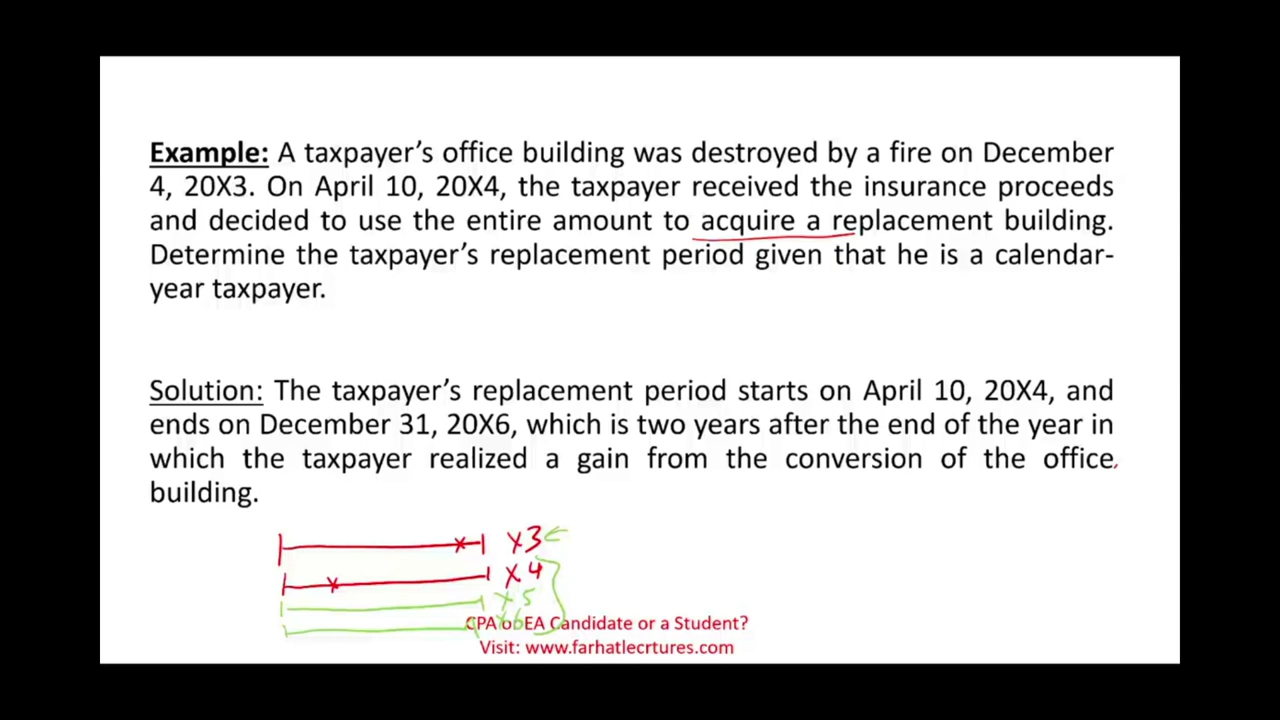 Example: A taxpayer's office building was destroyed by a fire on December
4, 20X3. On April 10, 20X4, the taxpayer received the insurance proceeds
and decided to use the entire amount to acquire a replacement building.
Determine the taxpayer's replacement period given that he is a calendar-
year taxpayer.
Solution: The taxpayer's replacement period starts on April 10, 20X4, and
ends on December 31, 20X6, which is two years after the end of the year in
which the taxpayer realized a gain from the conversion of the office
building.
X3
X4
X5
X6
CPA or EA Candidate or a Student?
Visit: www.farhatlecrtures.com